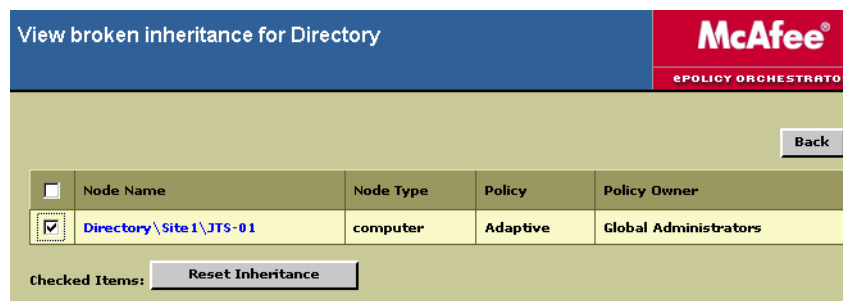 View broken inheritance for Directory
McAfee®
ePOLICY ORCHESTRATO
Back
Node Name Node Type Policy Policy Owner
Directory\Site1\JTS-01 computer Adaptive Global Administrators
Checked Items: Reset Inheritance